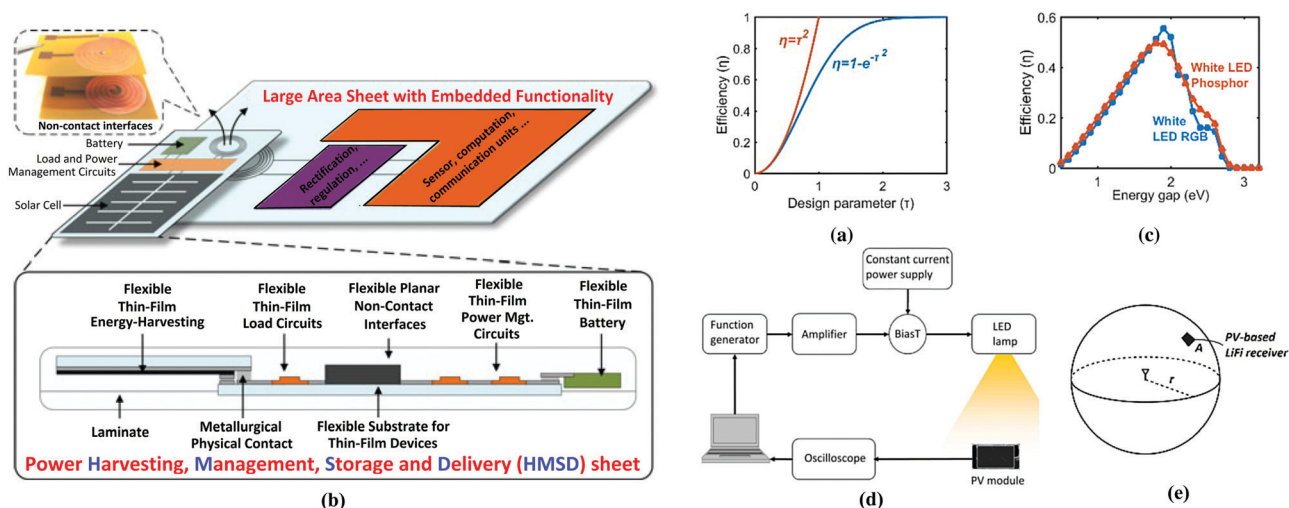 Non-contact interfaces
Battery
Load and Power
Management Circuits
Solar Cell
Large Area Sheet with Embedded Functionality
Rectification,
regulation, ...
Sensor, computation,
communication units ...
Flexible
Thin-Film
Energy-Harvesting
Flexible
Thin-Film
Load Circuits
Flexible Planar
Non-Contact
Interfaces
Flexible
Thin-Film
Power Mgt.
Circuits
Flexible
Thin-Film
Battery
Laminate
Metallurgical
Physical Contact
Flexible Substrate for
Thin-Film Devices
Power Harvesting, Management, Storage and Delivery (HMSD) sheet
(b)
Efficiency (η)
1
0.8
0.6
0.4
0.2
0
0 1 2 3
η=τ²
η=1-e^-τ²
Design parameter (τ)
(a)
Efficiency (η)
0.6
0.4
0.2
0
1 2 3
White LED
Phosphor
White
LED RGB
Energy gap (eV)
(c)
Constant current
power supply
Function
generator
Amplifier
BiasT
LED
lamp
Oscilloscope
PV module
(d)
PV-based
LiFi receiver
A
r
(e)